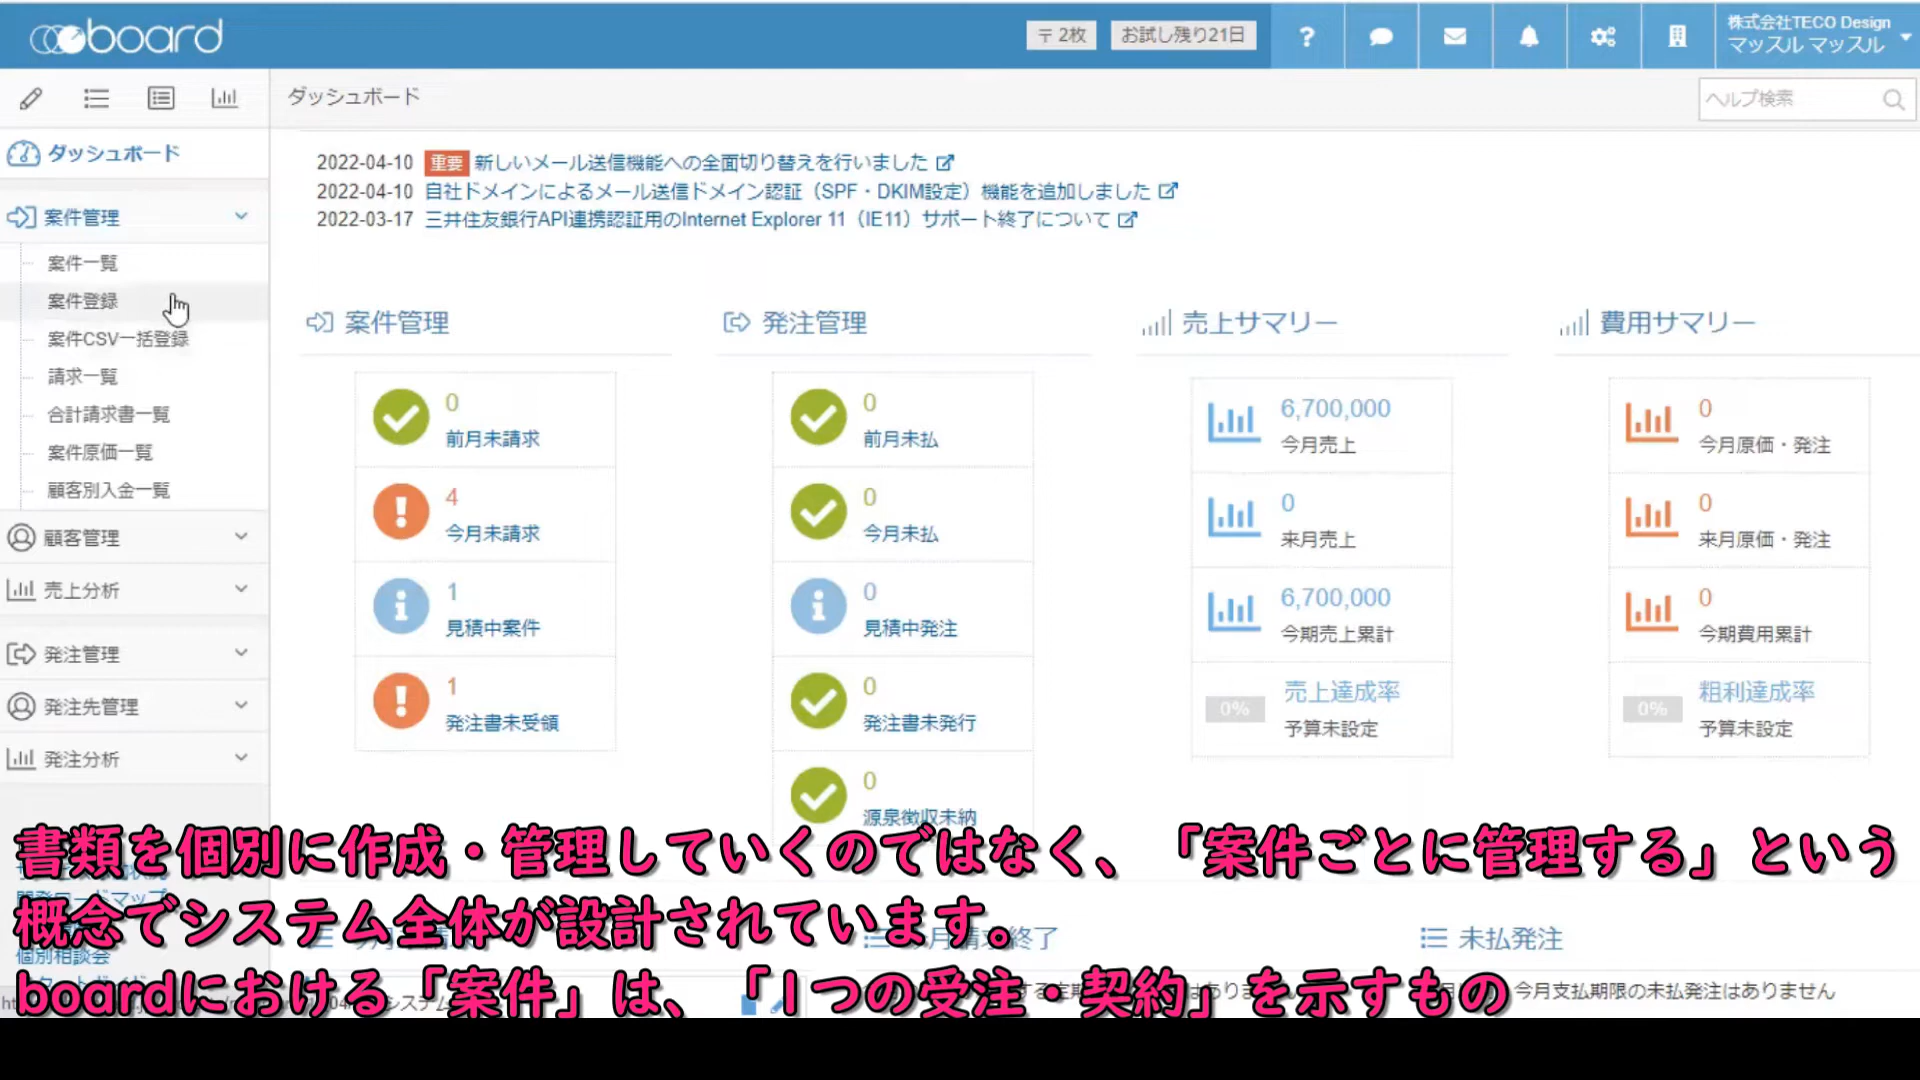 board
〒2枚
お試し残り21日
?
株式会社TECO Design
マッスル マッスル
ダッシュボード
ヘルプ検索
ダッシュボード
案件管理
案件一覧
案件登録
案件CSV一括登録
請求一覧
合計請求書一覧
案件原価一覧
顧客別入金一覧
顧客管理
売上分析
発注管理
発注先管理
発注分析
個別相談会
2022-04-10 重要 新しいメール送信機能への全面切り替えを行いました
2022-04-10 自社ドメインによるメール送信ドメイン認証（SPF・DKIM設定）機能を追加しました
2022-03-17 三井住友銀行API連携認証用のInternet Explorer 11（IE11）サポート終了について
案件管理
0
前月未請求
4
今月未請求
1
見積中案件
1
発注書未受領
発注管理
0
前月未払
0
今月未払
0
見積中発注
0
発注書未発行
0
源泉徴収未納
売上サマリー
6,700,000
今月売上
0
来月売上
6,700,000
今期売上累計
0%
売上達成率
予算未設定
費用サマリー
0
今月原価・発注
0
来月原価・発注
0
今期費用累計
0%
粗利達成率
予算未設定
未払発注
今月支払期限の未払発注はありません
書類を個別に作成・管理していくのではなく、「案件ごとに管理する」という
概念でシステム全体が設計されています。
boardにおける「案件」は、「1つの受注・契約」を示すもの